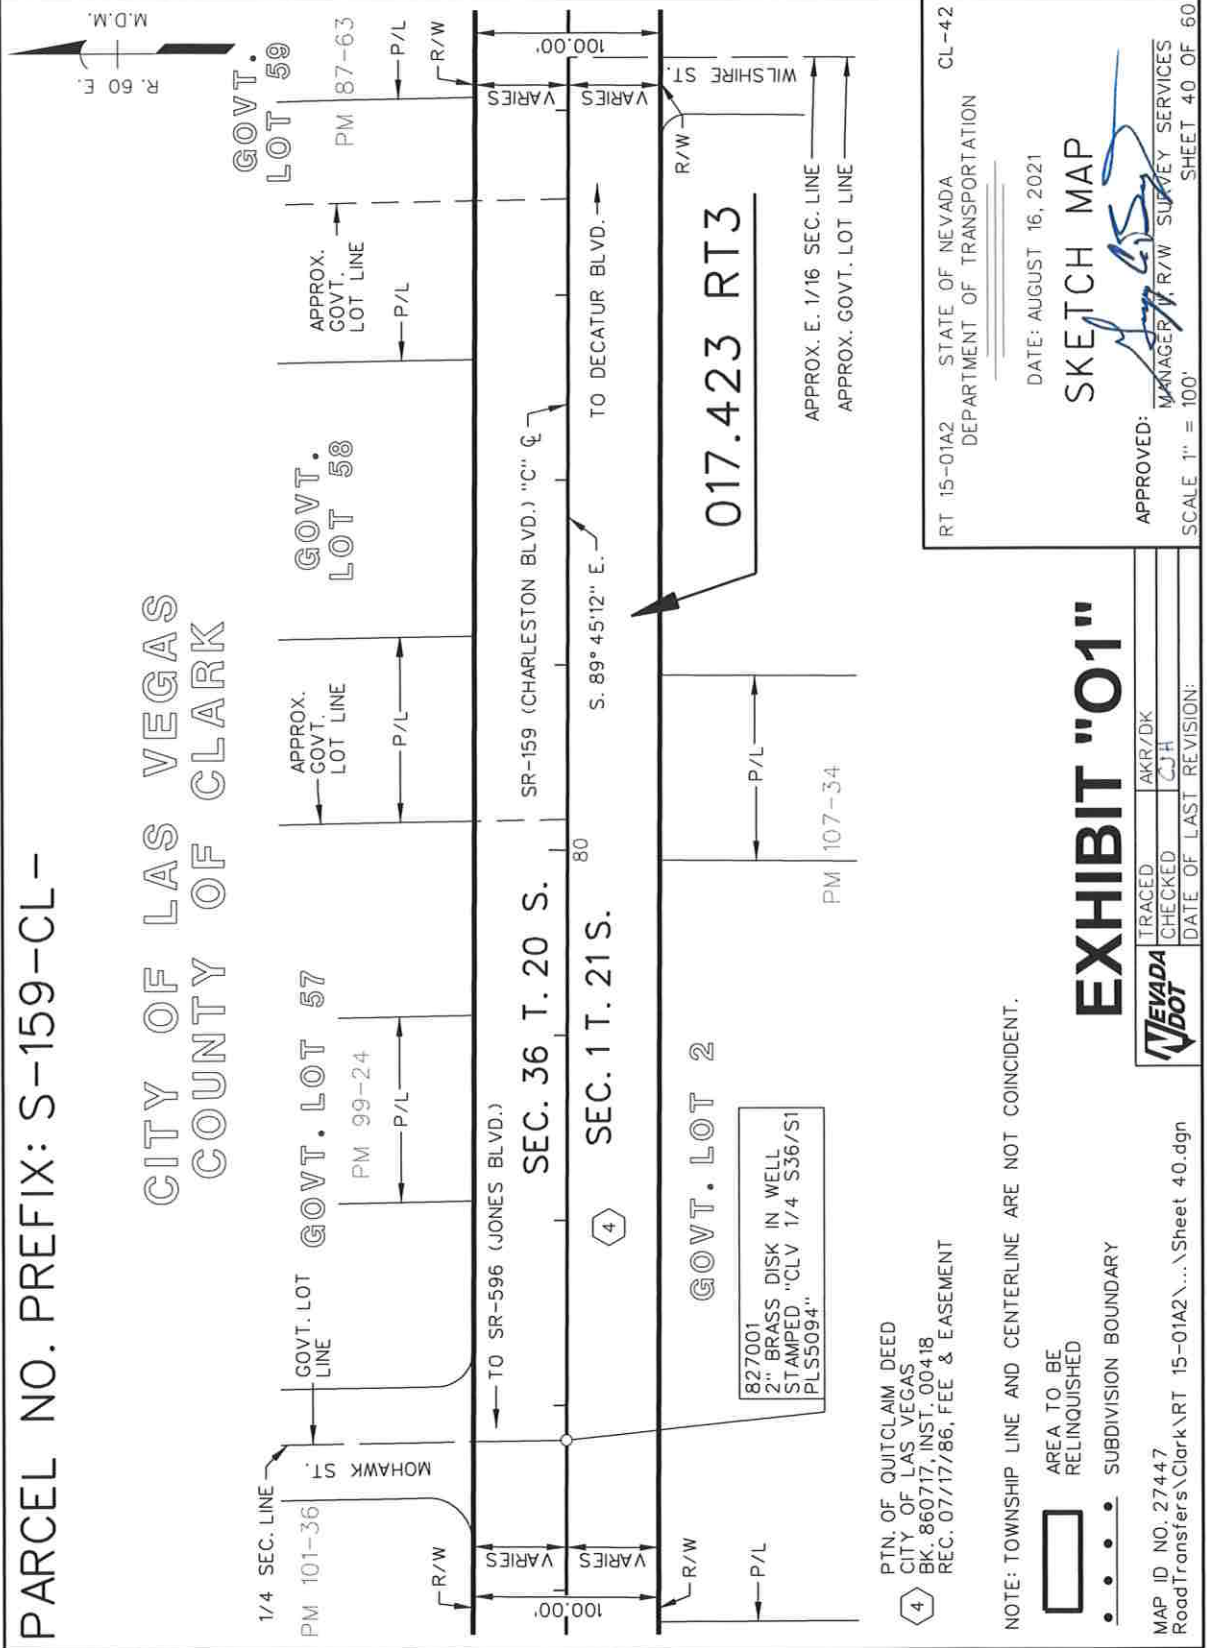 PARCEL NO. PREFIX: S-159-CL-
CITY OF LAS VEGAS
COUNTY OF CLARK
M.D.M.
R. 60 E.
1/4 SEC. LINE
PM 101-36
MOHAWK ST.
GOVT. LOT
LINE
GOVT. LOT 57
PM 99-24
P/L
APPROX.
GOVT.
LOT LINE
P/L
GOVT.
LOT 58
APPROX.
GOVT.
LOT LINE
P/L
GOVT.
LOT 59
PM 87-63
P/L
R/W
R/W
VARIES
VARIES
100.00'
TO SR-596 (JONES BLVD.)
SEC. 36 T. 20 S.
SEC. 1 T. 21 S.
4
80
SR-159 (CHARLESTON BLVD.) "C" ℄
S. 89° 45'12" E.
TO DECATUR BLVD.
VARIES
VARIES
100.00'
R/W
P/L
GOVT. LOT 2
827001
2" BRASS DISK IN WELL
STAMPED "CLV 1/4 S36/S1
PLS5094"
P/L
PM 107-34
017.423 RT3
R/W
WILSHIRE ST.
APPROX. E. 1/16 SEC. LINE
APPROX. GOVT. LOT LINE
4
PTN. OF QUITCLAIM DEED
CITY OF LAS VEGAS
BK. 860717, INST. 00418
REC. 07/17/86, FEE & EASEMENT
NOTE: TOWNSHIP LINE AND CENTERLINE ARE NOT COINCIDENT.
AREA TO BE
RELINQUISHED
SUBDIVISION BOUNDARY
MAP ID NO. 27447
RoadTransfers\Clark\RT 15-01A2\...\Sheet 40.dgn
EXHIBIT "O1"
NEVADA
DOT
TRACED AKR/DK
CHECKED CJH
DATE OF LAST REVISION:
RT 15-01A2 STATE OF NEVADA CL-42
DEPARTMENT OF TRANSPORTATION
DATE: AUGUST 16, 2021
SKETCH MAP
APPROVED:
MANAGER R/W SURVEY SERVICES
SCALE 1" = 100' SHEET 40 OF 60